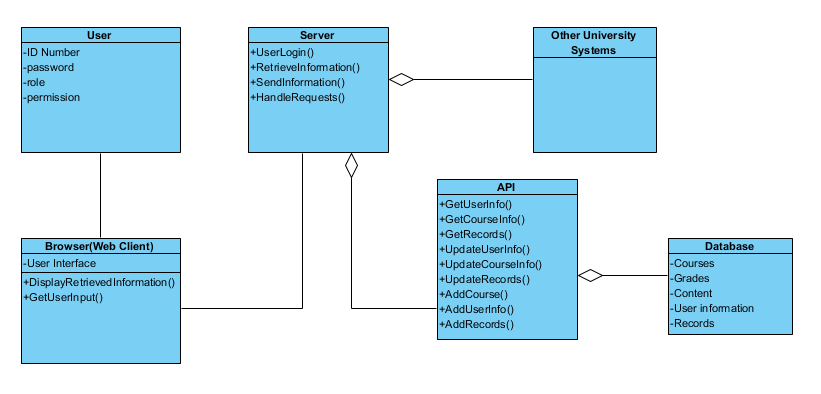 User
-ID Number
-password
-role
-permission
Server
+UserLogin()
+RetrieveInformation()
+SendInformation()
+HandleRequests()
Other University
Systems
API
+GetUserInfo()
+GetCourseInfo()
+GetRecords()
+UpdateUserInfo()
+UpdateCourseInfo()
+UpdateRecords()
+AddCourse()
+AddUserInfo()
+AddRecords()
Browser(Web Client)
-User Interface
+DisplayRetrievedInformation()
+GetUserInput()
Database
-Courses
-Grades
-Content
-User information
-Records